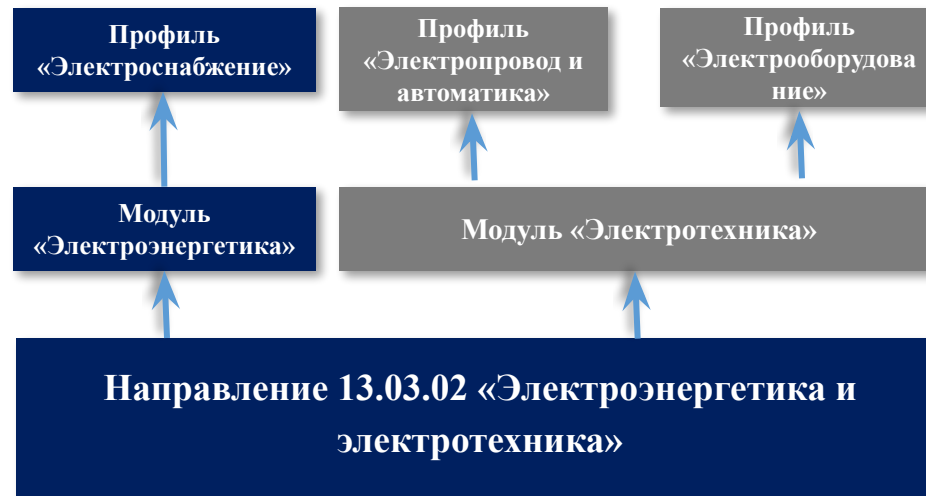 Профиль
«Электроснабжение»
Профиль
«Электропровод и
автоматика»
Профиль
«Электрооборудова
ние»
Модуль
«Электроэнергетика»
Модуль «Электротехника»
Направление 13.03.02 «Электроэнергетика и
электротехника»